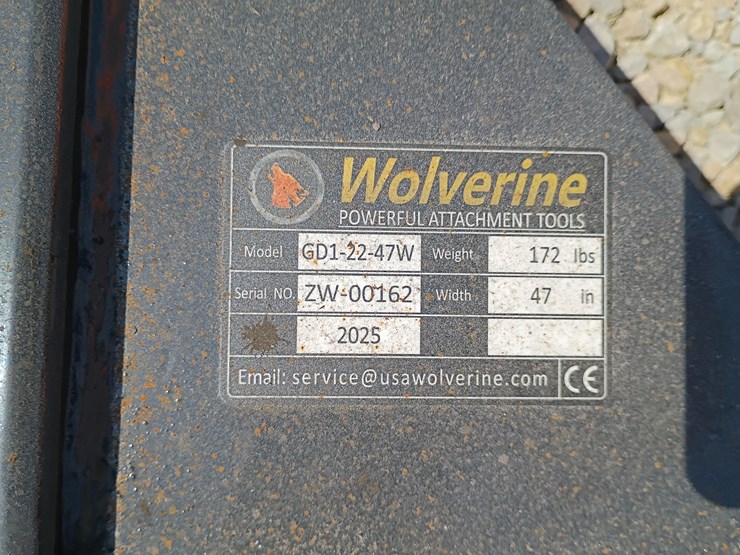 Wolverine
POWERFUL ATTACHMENT TOOLS
Model GD1-22-47W Weight 172 lbs
Serial NO. ZW-00162 Width 47 in
2025
Email: service@usawolverine.com CE